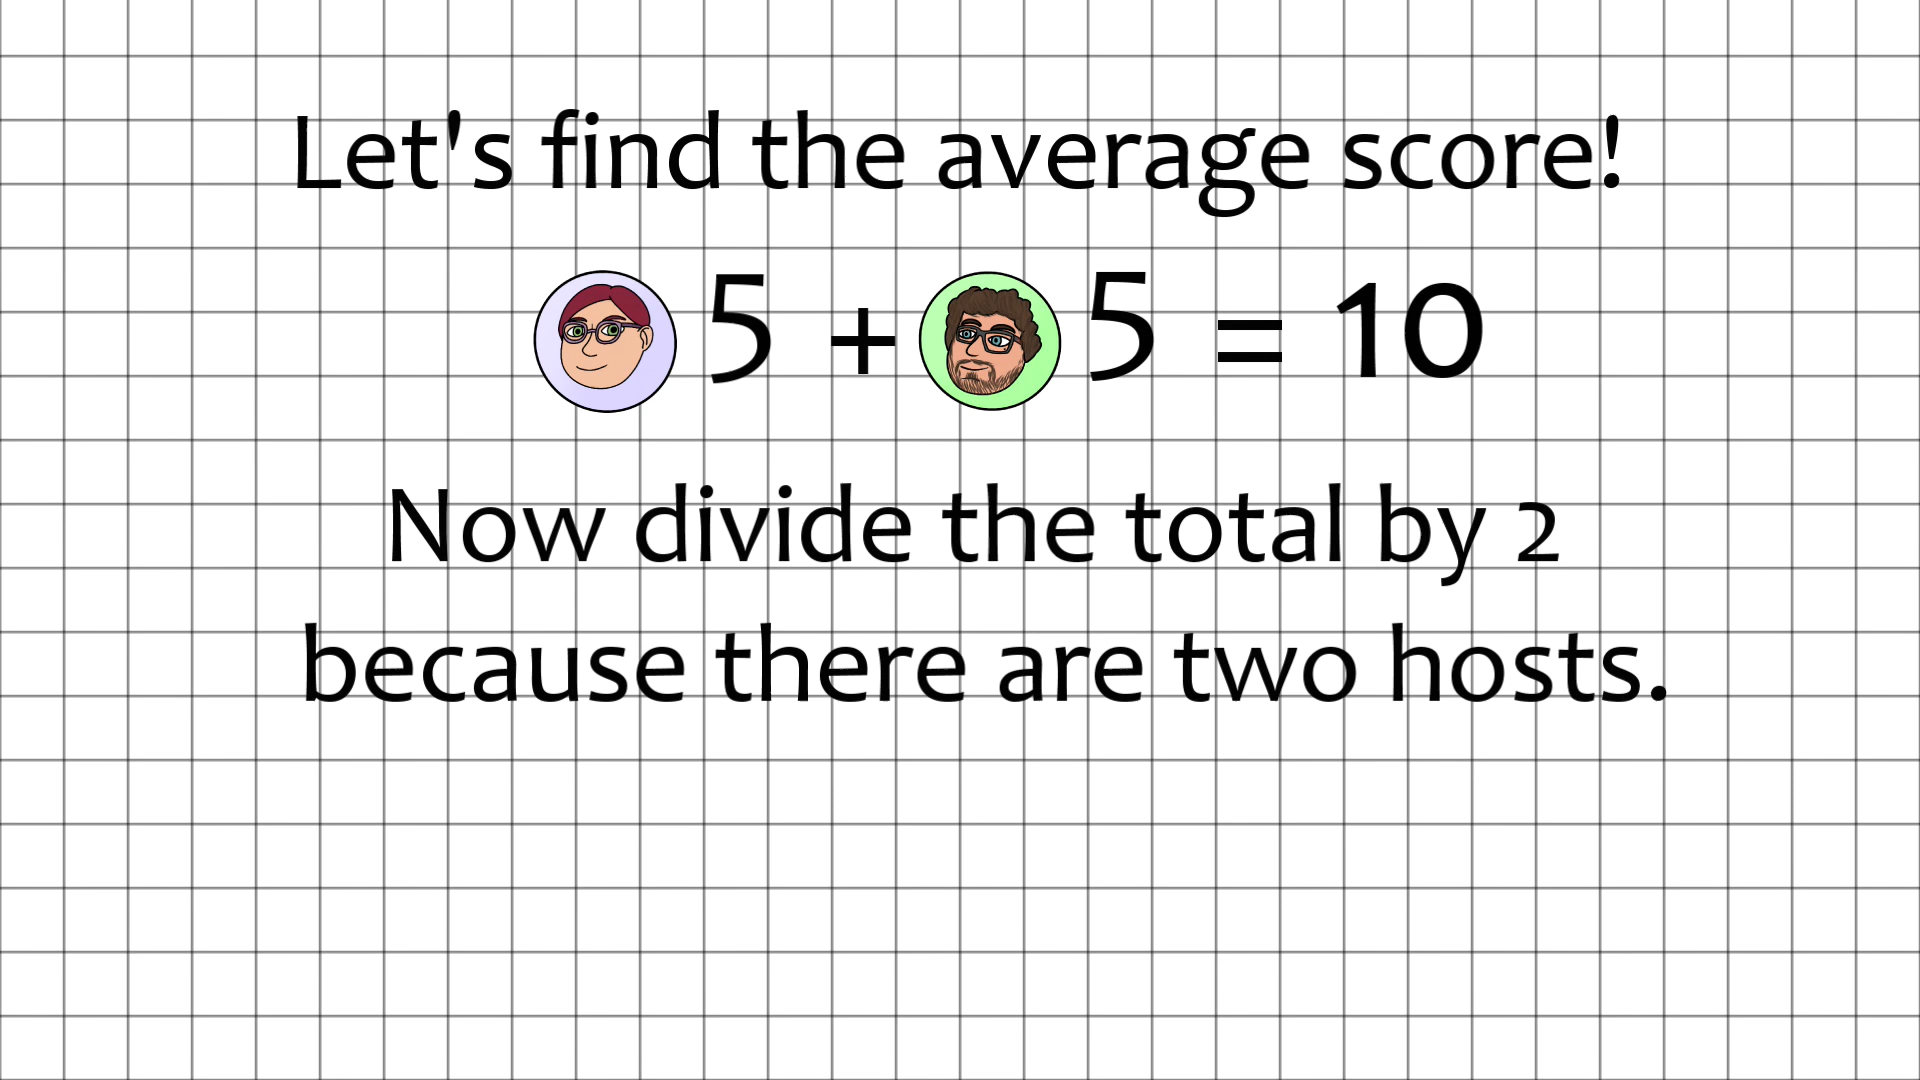 Let's find the average score!
5 + 5 = 10
Now divide the total by 2
because there are two hosts.